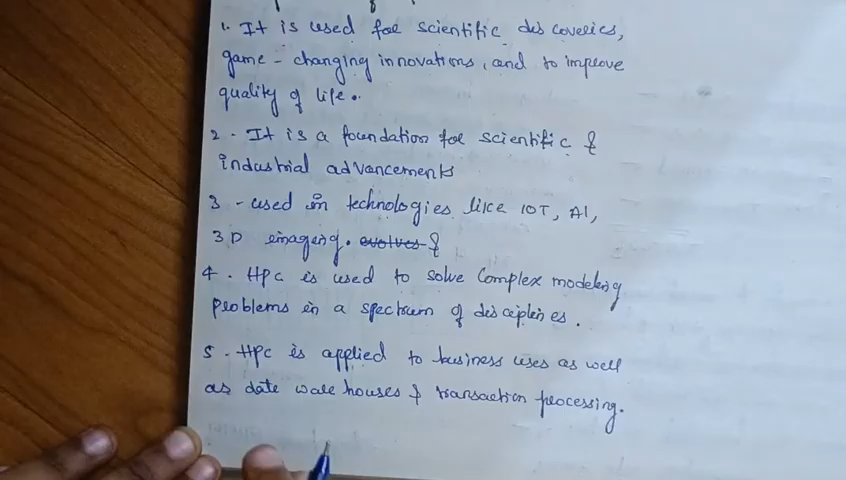 1. It is used for scientific discoveries,
game - changing innovations, and to improve
quality of life.
2. It is a foundation for scientific &
industrial advancements
3 - used in technologies like IOT, AI,
3D imaging. evolves &
4. HPC is used to solve complex modeling
problems in a spectrum of disciplines.
5. HPC is applied to business uses as well
as date warehouses & transaction processing.